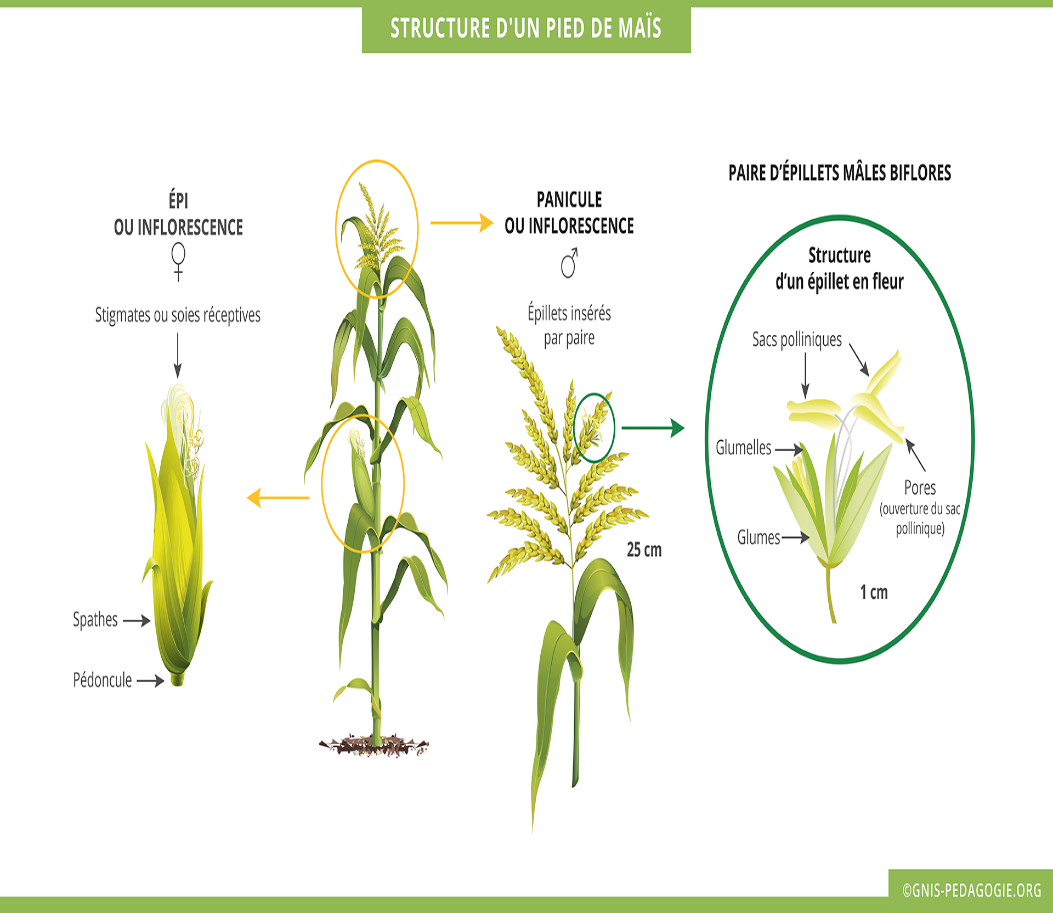 STRUCTURE D'UN PIED DE MAÏS
ÉPI
OU INFLORESCENCE
♀
Stigmates ou soies réceptives
Spathes
Pédoncule
PANICULE
OU INFLORESCENCE
♂
Épillets insérés
par paire
25 cm
PAIRE D'ÉPILLETS MÂLES BIFLORES
Structure
d'un épillet en fleur
Sacs polliniques
Glumelles
Pores
(ouverture du sac
pollinique)
Glumes
1 cm
©GNIS-PEDAGOGIE.ORG